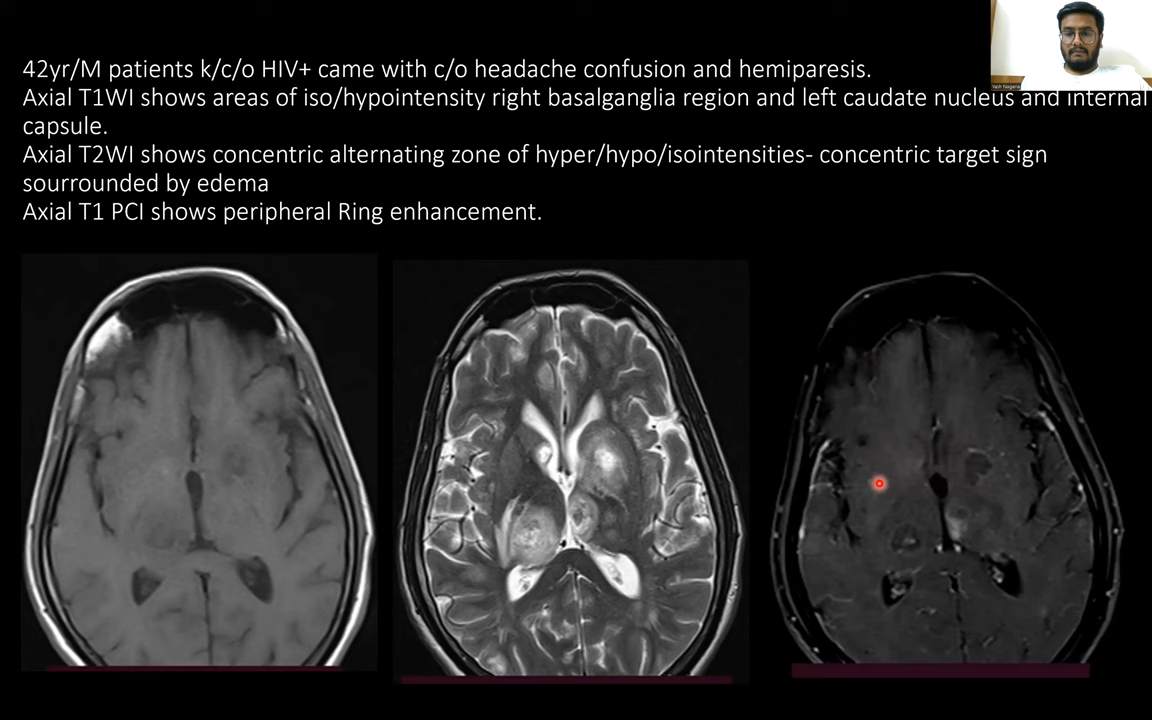 42yr/M patients k/c/o HIV+ came with c/o headache confusion and hemiparesis.
Axial T1WI shows areas of iso/hypointensity right basalganglia region and left caudate nucleus and internal
capsule.
Axial T2WI shows concentric alternating zone of hyper/hypo/isointensities- concentric target sign
sourrounded by edema
Axial T1 PCI shows peripheral Ring enhancement.